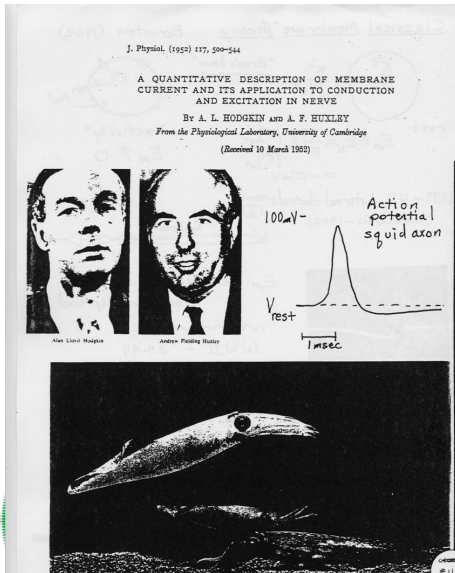 J. Physiol. (1952) 117, 500–544
A QUANTITATIVE DESCRIPTION OF MEMBRANE
CURRENT AND ITS APPLICATION TO CONDUCTION
AND EXCITATION IN NERVE
By A. L. HODGKIN AND A. F. HUXLEY
From the Physiological Laboratory, University of Cambridge
(Received 10 March 1952)
100mV-
Action
potential
squid axon
Vrest
1msec
Alan Lloyd Hodgkin
Andrew Fielding Huxley